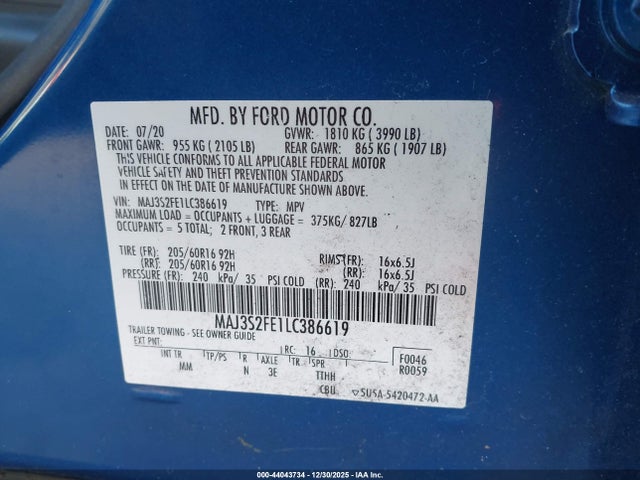 MFD. BY FORD MOTOR CO.
DATE: 07/20 GVWR: 1810 KG ( 3990 LB)
FRONT GAWR: 955 KG ( 2105 LB) REAR GAWR: 865 KG ( 1907 LB)
THIS VEHICLE CONFORMS TO ALL APPLICABLE FEDERAL MOTOR
VEHICLE SAFETY AND THEFT PREVENTION STANDARDS
IN EFFECT ON THE DATE OF MANUFACTURE SHOWN ABOVE.
VIN: MAJ3S2FE1LC386619 TYPE: MPV
MAXIMUM LOAD = OCCUPANTS + LUGGAGE = 375KG/ 827LB
OCCUPANTS = 5 TOTAL; 2 FRONT, 3 REAR
TIRE (FR): 205/60R16 92H RIMS(FR): 16x6.5J
(RR): 205/60R16 92H (RR): 16x6.5J
PRESSURE (FR): 240 kPa/ 35 PSI COLD (RR): 240 kPa/ 35 PSI COLD
MAJ3S2FE1LC386619
TRAILER TOWING - SEE OWNER GUIDE
EXT PNT: RC: 16 DSO: F0046
INT TR TP/PS R AXLE TR SPR R0059
MM N 3E TTHH
CBU ▽SUSA-5420472-AA
000-44043734 - 12/30/2025 - IAAI.COM, INC.